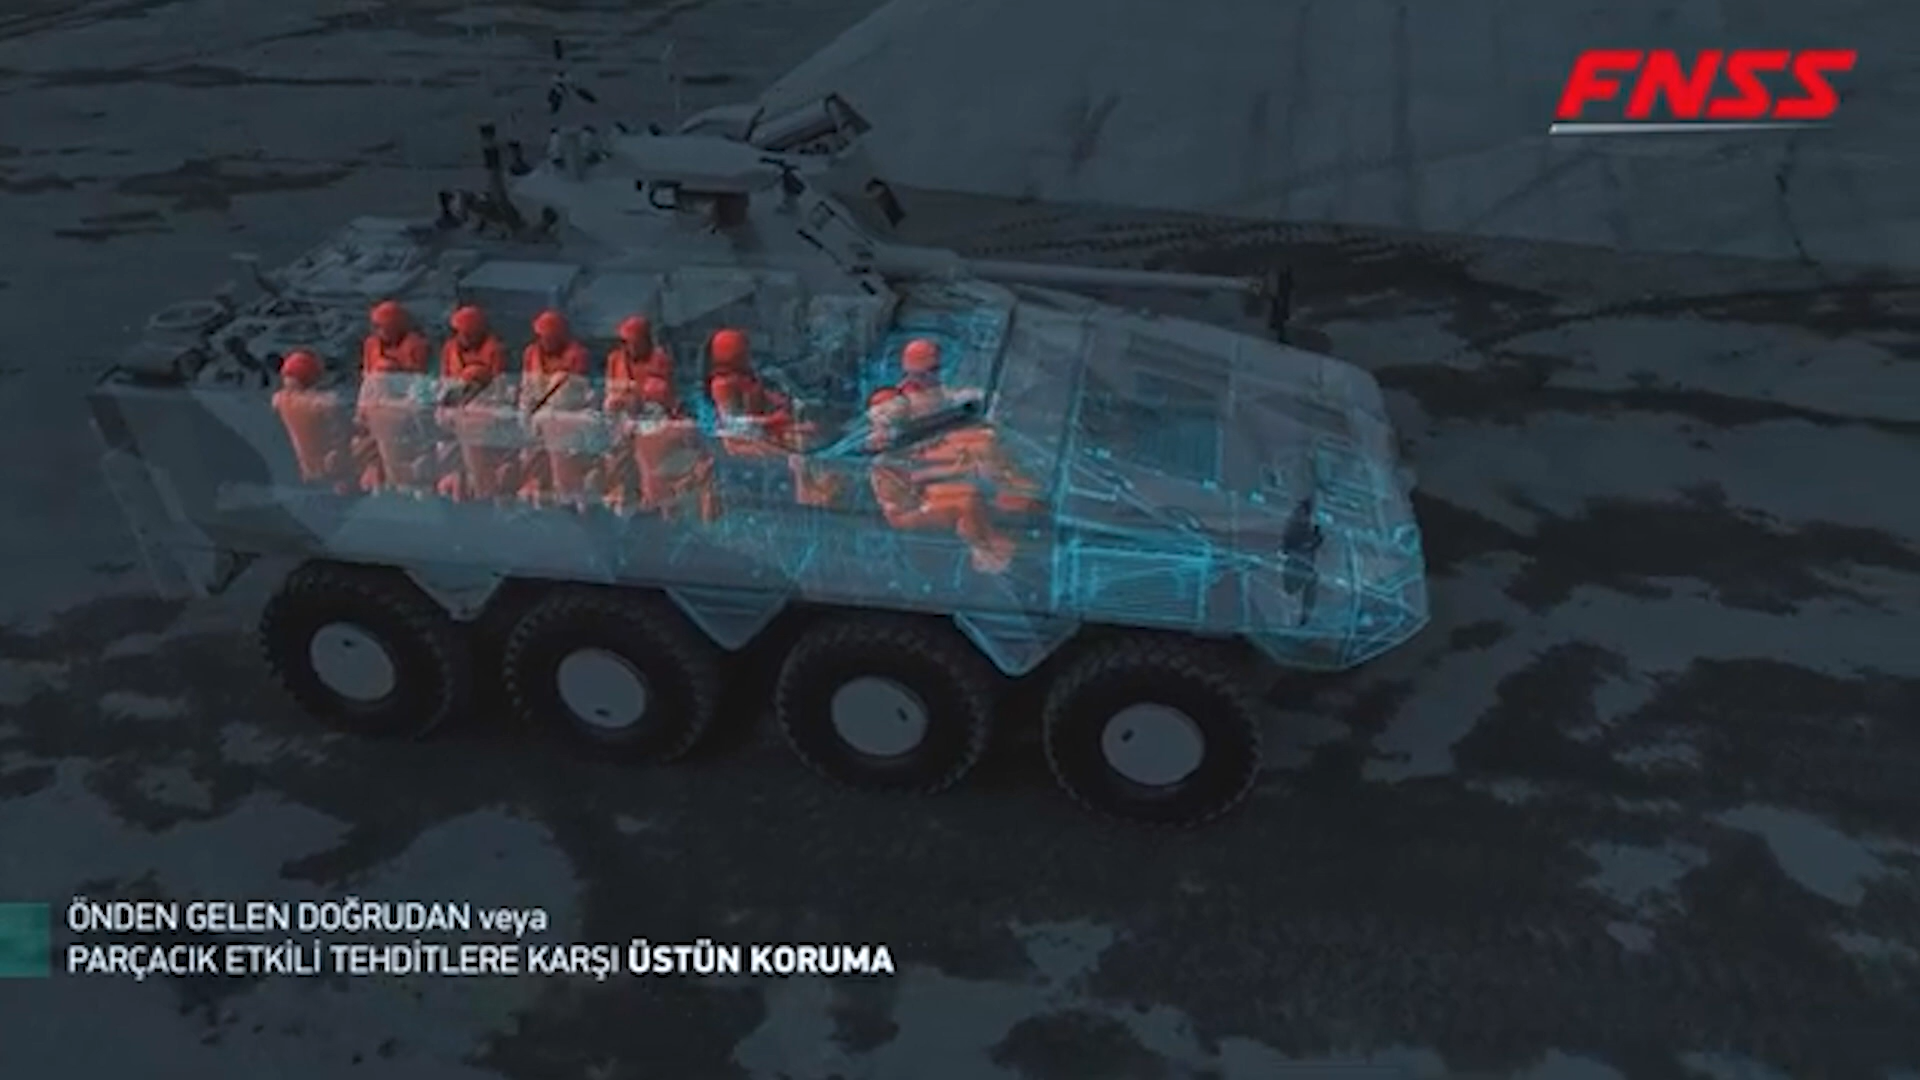 FNSS
ÖNDEN GELEN DOĞRUDAN veya
PARÇACIK ETKİLİ TEHDİTLERE KARŞI ÜSTÜN KORUMA